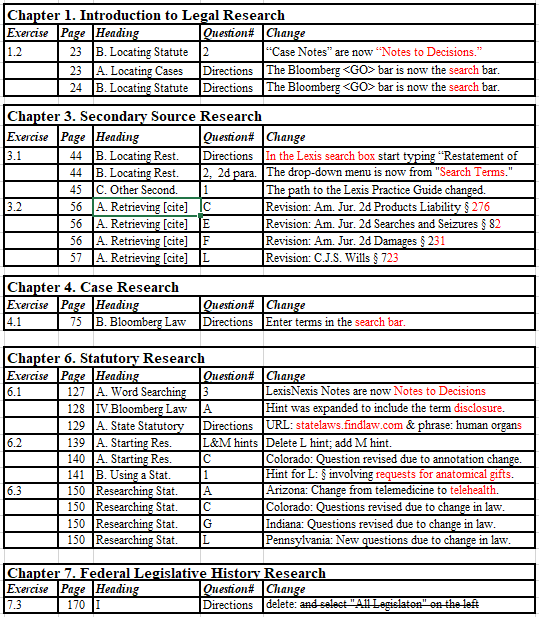 Chapter 1. Introduction to Legal Research
Exercise Page Heading Question# Change
1.2 23 B. Locating Statute 2 “Case Notes” are now “Notes to Decisions.”
23 A. Locating Cases Directions The Bloomberg <GO> bar is now the search bar.
24 B. Locating Statute Directions The Bloomberg <GO> bar is now the search bar.
Chapter 3. Secondary Source Research
Exercise Page Heading Question# Change
3.1 44 B. Locating Rest. Directions In the Lexis search box start typing “Restatement of
44 B. Locating Rest. 2, 2d para. The drop-down menu is now from "Search Terms."
45 C. Other Second. 1 The path to the Lexis Practice Guide changed.
3.2 56 A. Retrieving [cite] C Revision: Am. Jur. 2d Products Liability § 276
56 A. Retrieving [cite] E Revision: Am. Jur. 2d Searches and Seizures § 82
56 A. Retrieving [cite] F Revision: Am. Jur. 2d Damages § 231
57 A. Retrieving [cite] L Revision: C.J.S. Wills § 723
Chapter 4. Case Research
Exercise Page Heading Question# Change
4.1 75 B. Bloomberg Law Directions Enter terms in the search bar.
Chapter 6. Statutory Research
Exercise Page Heading Question# Change
6.1 127 A. Word Searching 3 LexisNexis Notes are now Notes to Decisions
128 IV.Bloomberg Law A Hint was expanded to include the term disclosure.
129 A. State Statutory Directions URL: statelaws.findlaw.com & phrase: human organs
6.2 139 A. Starting Res. L&M hints Delete L hint; add M hint.
140 A. Starting Res. C Colorado: Question revised due to annotation change.
141 B. Using a Stat. 1 Hint for L: § involving requests for anatomical gifts.
6.3 150 Researching Stat. A Arizona: Change from telemedicine to telehealth.
150 Researching Stat. C Colorado: Questions revised due to change in law.
150 Researching Stat. G Indiana: Questions revised due to change in law.
150 Researching Stat. L Pennsylvania: New questions due to change in law.
Chapter 7. Federal Legislative History Research
Exercise Page Heading Question# Change
7.3 170 I Directions delete: and select "All Legislaton" on the left